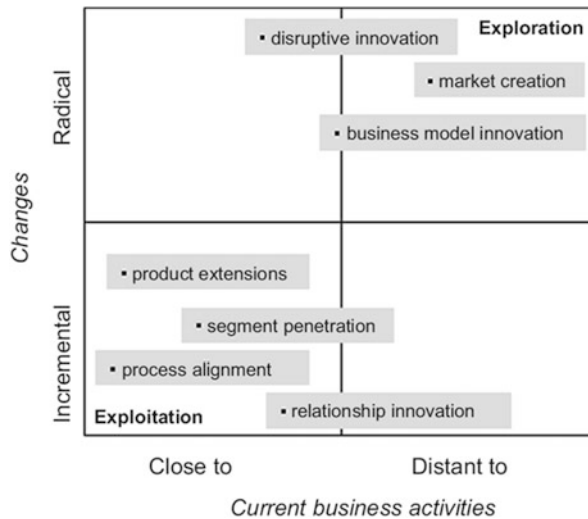 Exploration
▪ disruptive innovation
▪ market creation
▪ business model innovation
Radical
Changes
▪ product extensions
▪ segment penetration
▪ process alignment
▪ relationship innovation
Incremental
Exploitation
Close to
Distant to
Current business activities